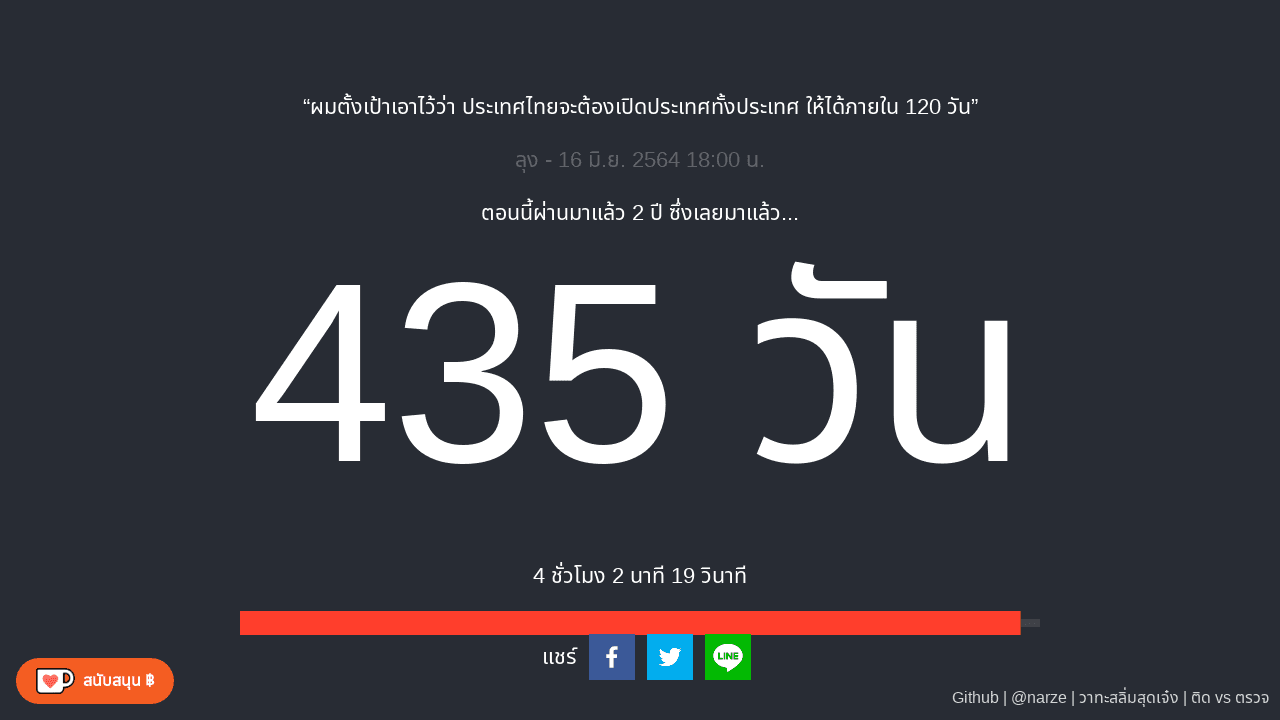 “ผมตั้งเป้าเอาไว้ว่า ประเทศไทยจะต้องเปิดประเทศทั้งประเทศ ให้ได้ภายใน 120 วัน”
ลุง - 16 มิ.ย. 2564 18:00 น.
ตอนนี้ผ่านมาแล้ว 2 ปี ซึ่งเลยมาแล้ว...
435 วัน
4 ชั่วโมง 2 นาที 19 วินาที
แชร์
LINE
สนับสนุน ฿
Github | @narze | วาทะสลิ่มสุดเจ๋ง | ติด vs ตรวจ